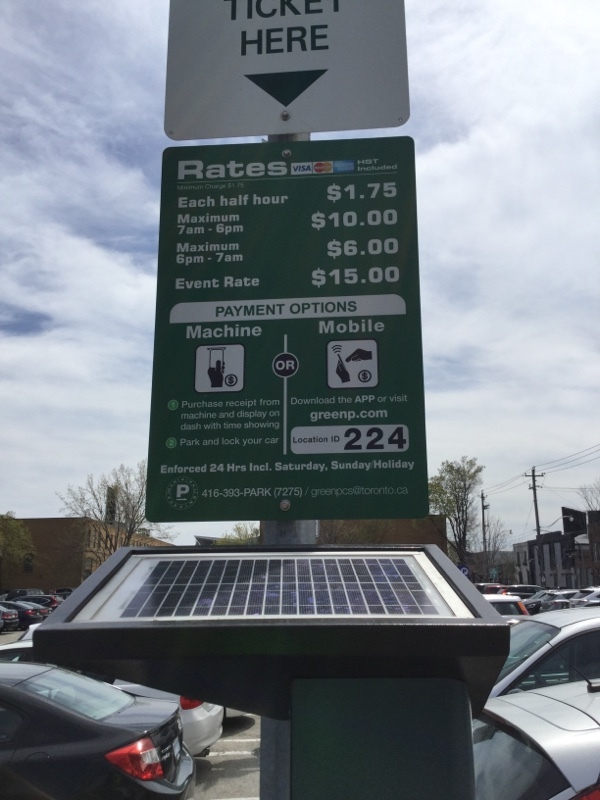 TICKET
HERE
Rates VISA HST Included
Minimum Charge $1.75
Each half hour $1.75
Maximum
7am - 6pm $10.00
Maximum
6pm - 7am $6.00
Event Rate $15.00
PAYMENT OPTIONS
Machine
OR
Mobile
1 Purchase receipt from
machine and display on
dash with time showing
2 Park and lock your car
Download the APP or visit
greenp.com
Location ID 224
Enforced 24 Hrs Incl. Saturday, Sunday/Holiday
P 416-393-PARK (7275) / greenpcs@toronto.ca